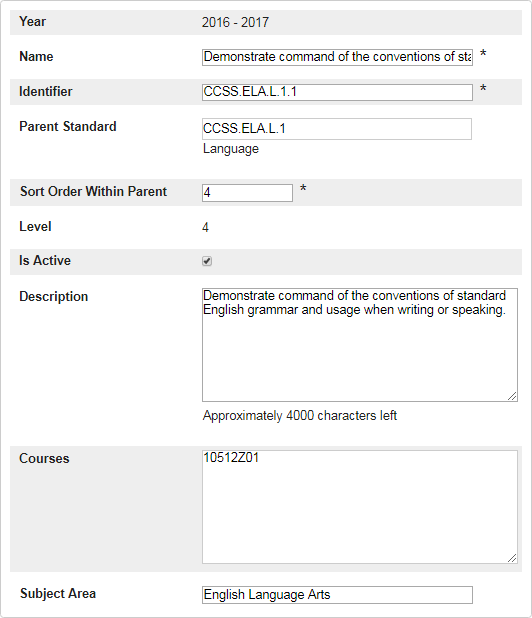 Year 2016 - 2017
Name Demonstrate command of the conventions of sta *
Identifier CCSS.ELA.L.1.1 *
Parent Standard CCSS.ELA.L.1
Language
Sort Order Within Parent 4 *
Level 4
Is Active
Description Demonstrate command of the conventions of standard
English grammar and usage when writing or speaking.
Approximately 4000 characters left
Courses 10512Z01
Subject Area English Language Arts